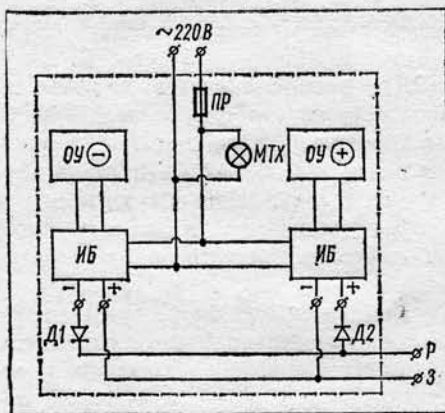 ~220В
ПР
МТХ
ОУ −
ОУ +
ИБ
ИБ
− +
− +
Д1
Д2
Р
З